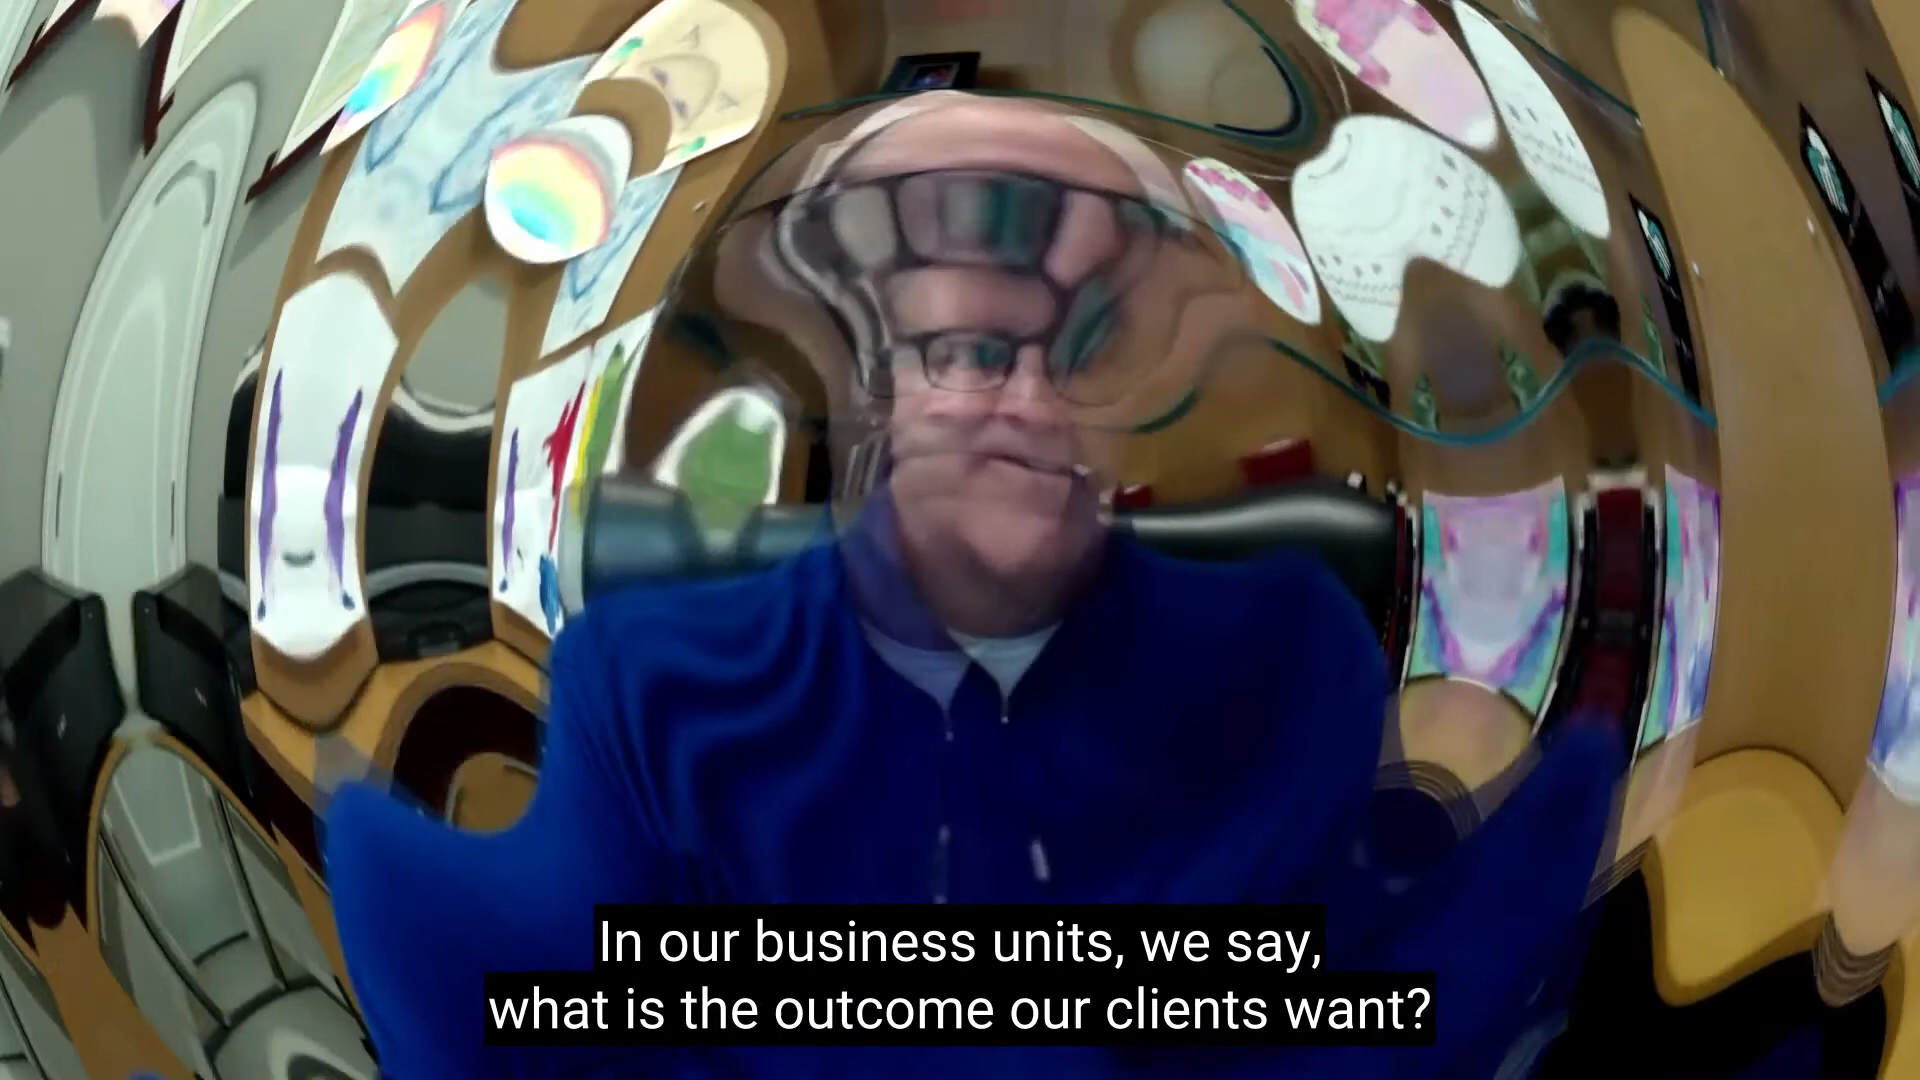 In our business units, we say,
what is the outcome our clients want?